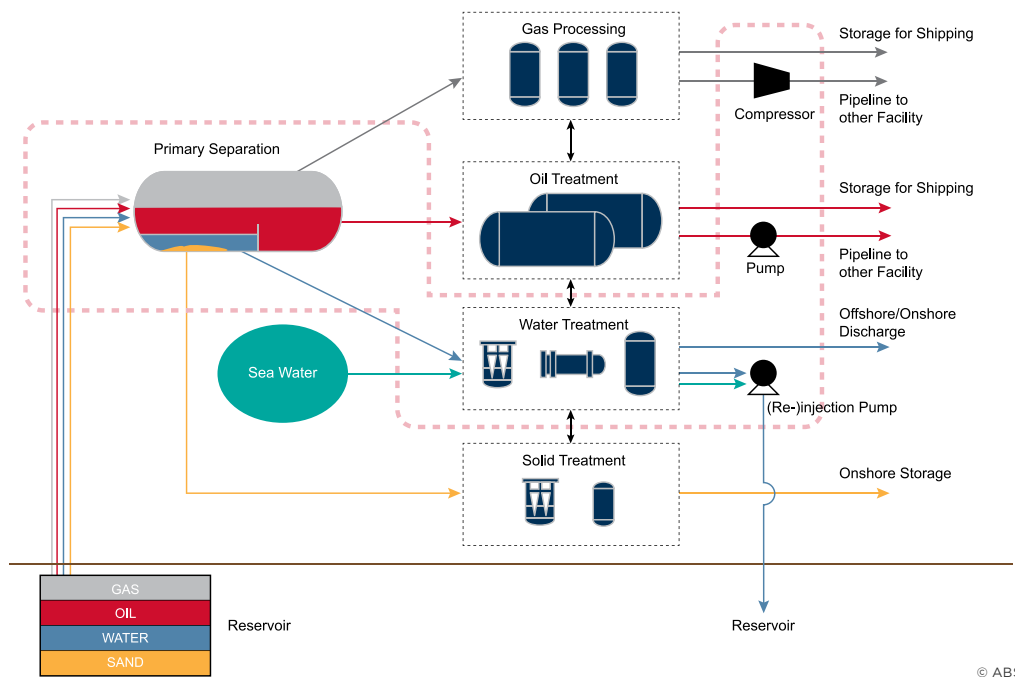 Gas Processing
Storage for Shipping
Compressor
Pipeline to
other Facility
Primary Separation
Oil Treatment
Storage for Shipping
Pump
Pipeline to
other Facility
Offshore/Onshore
Discharge
Water Treatment
Sea Water
(Re-)injection Pump
Solid Treatment
Onshore Storage
GAS
OIL
WATER
SAND
Reservoir
Reservoir
© ABS